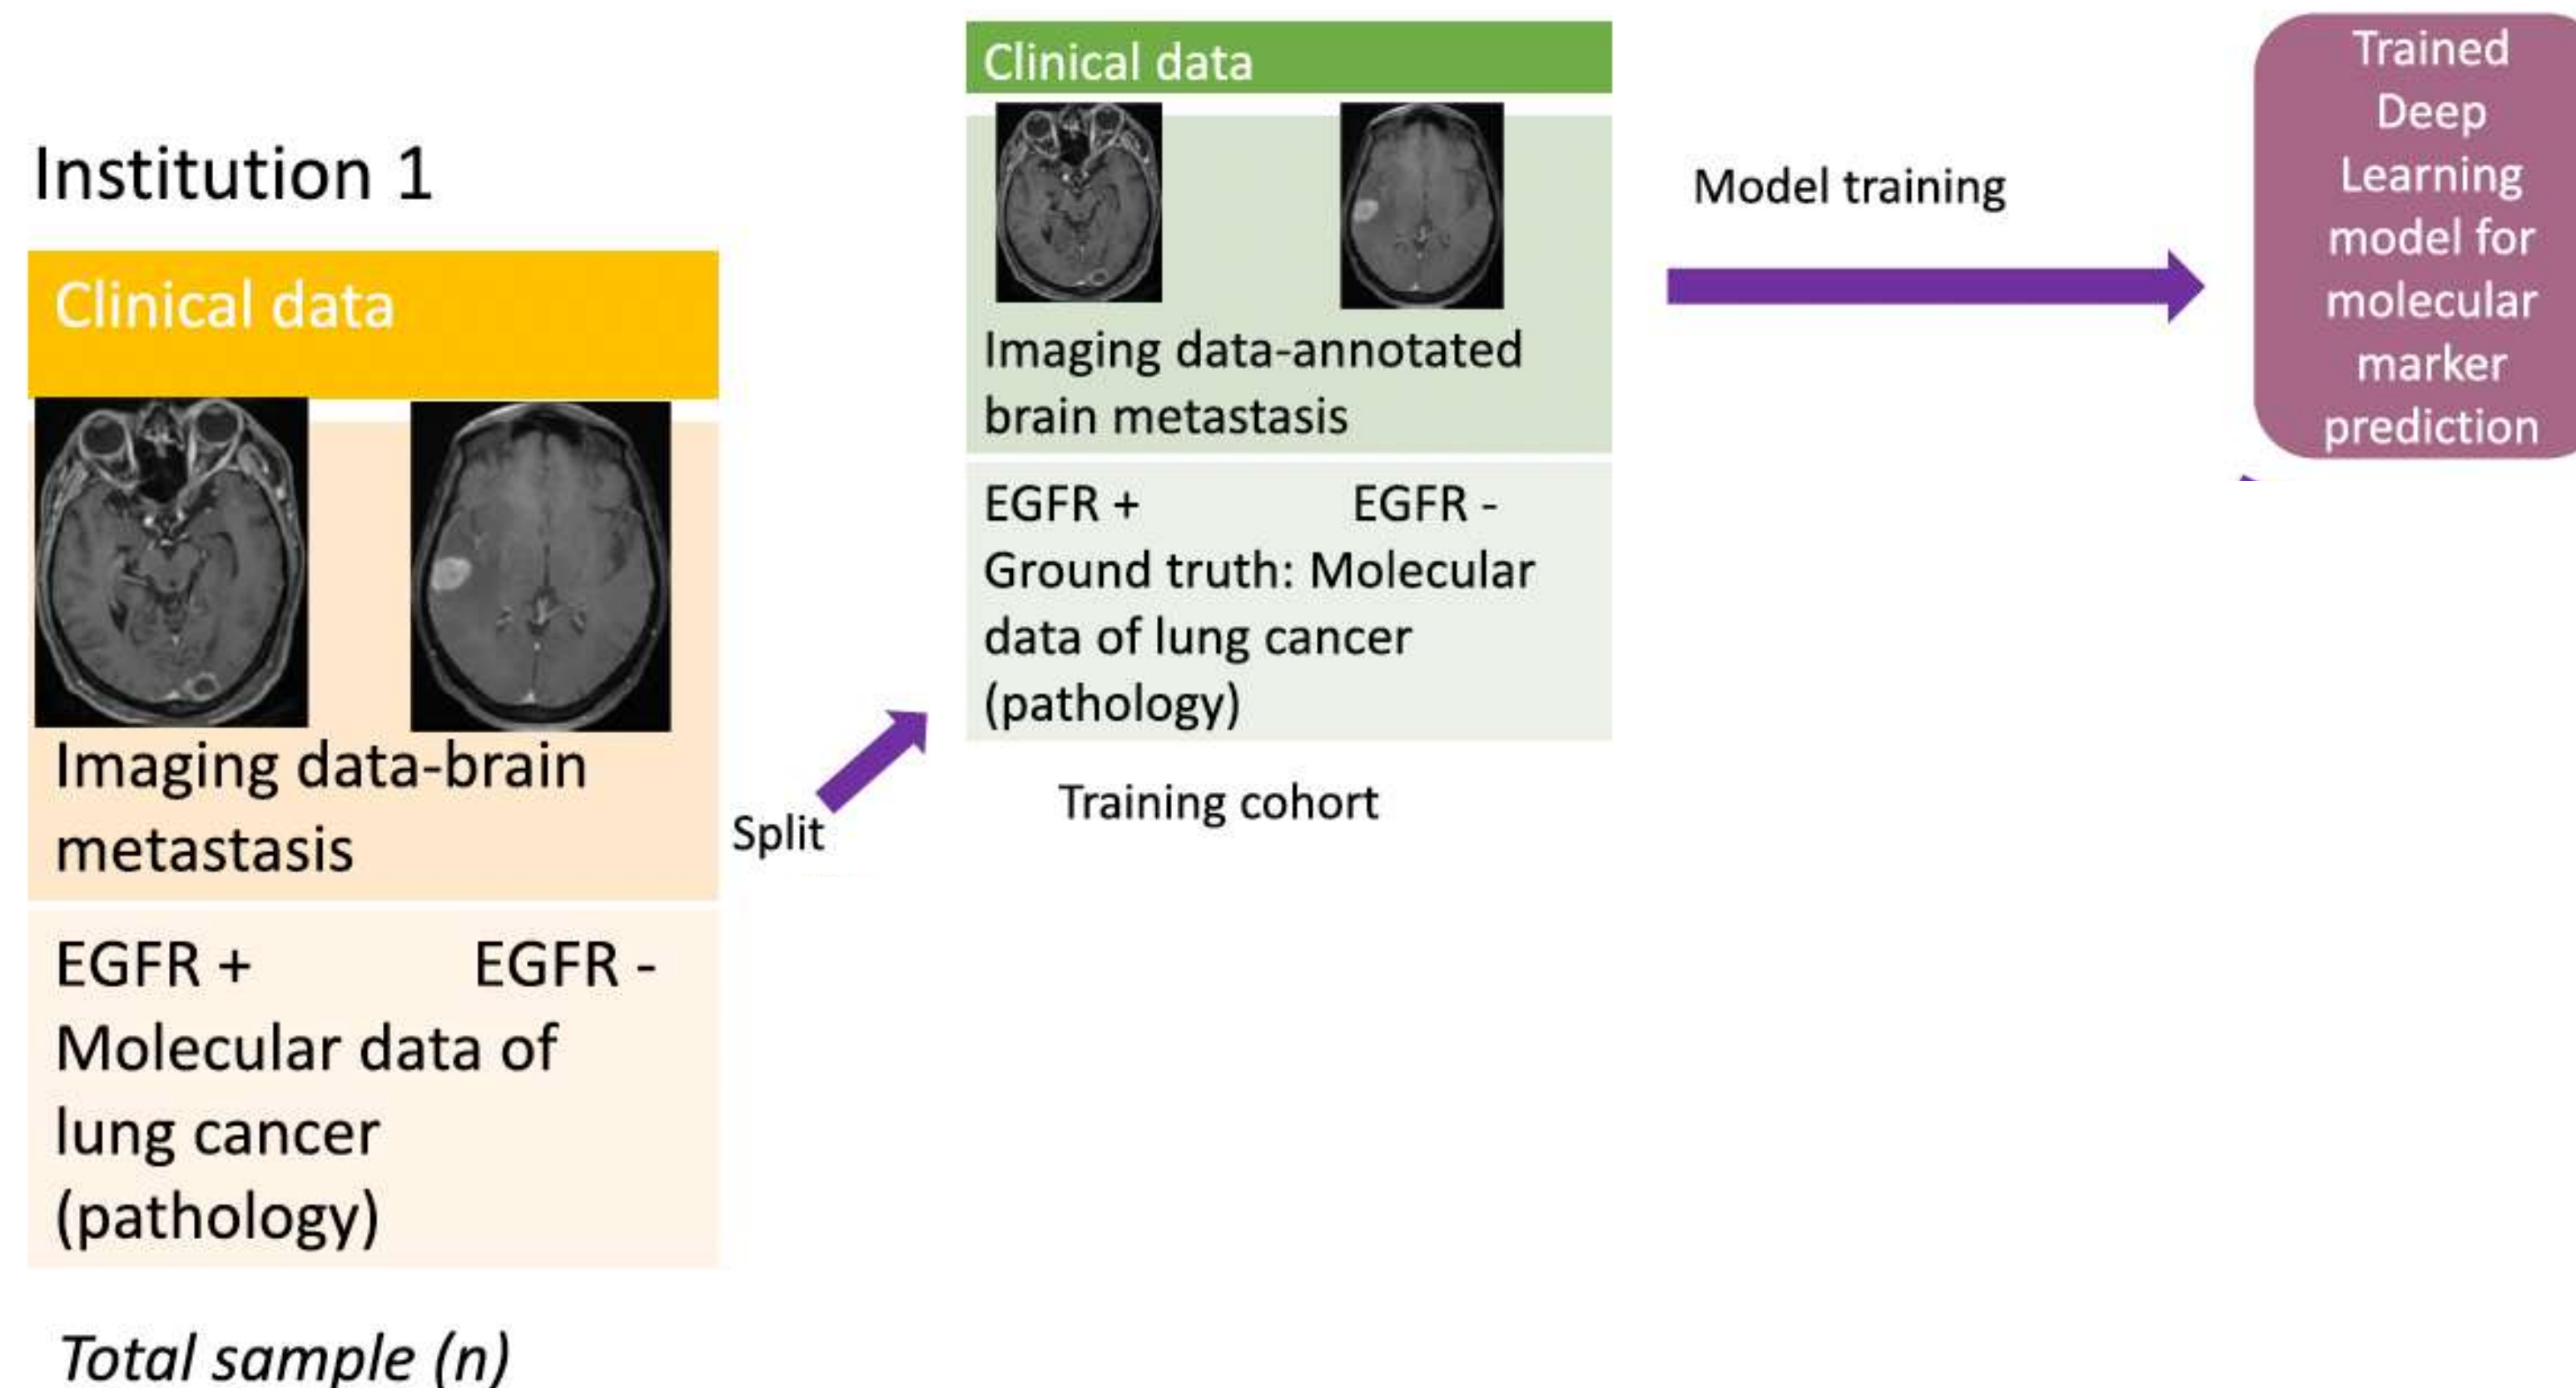 Institution 1
Clinical data
Imaging data-brain
metastasis
EGFR + EGFR -
Molecular data of
lung cancer
(pathology)
Total sample (n)
Split
Clinical data
Imaging data-annotated
brain metastasis
EGFR + EGFR -
Ground truth: Molecular
data of lung cancer
(pathology)
Training cohort
Model training
Trained
Deep
Learning
model for
molecular
marker
prediction